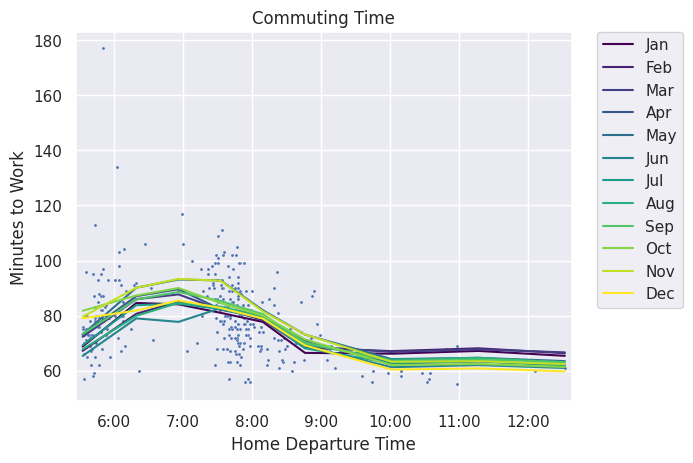 Commuting Time
Minutes to Work
180
160
140
120
100
80
60
6:00 7:00 8:00 9:00 10:00 11:00 12:00
Home Departure Time
Jan
Feb
Mar
Apr
May
Jun
Jul
Aug
Sep
Oct
Nov
Dec